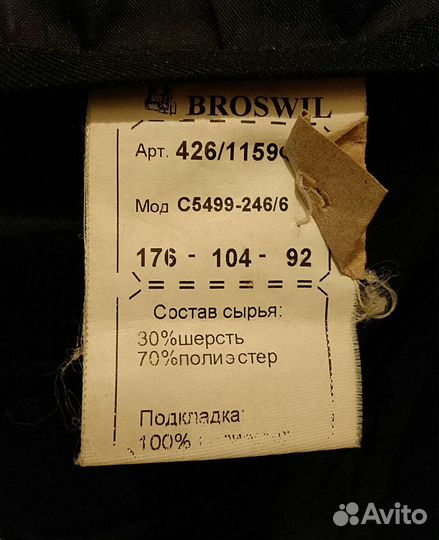 BROSWIL
Арт. 426/1159
Мод С5499-246/6
176 - 104 - 92
Состав сырья:
30%шерсть
70%полиэстер
Подкладка:
100%
Avito